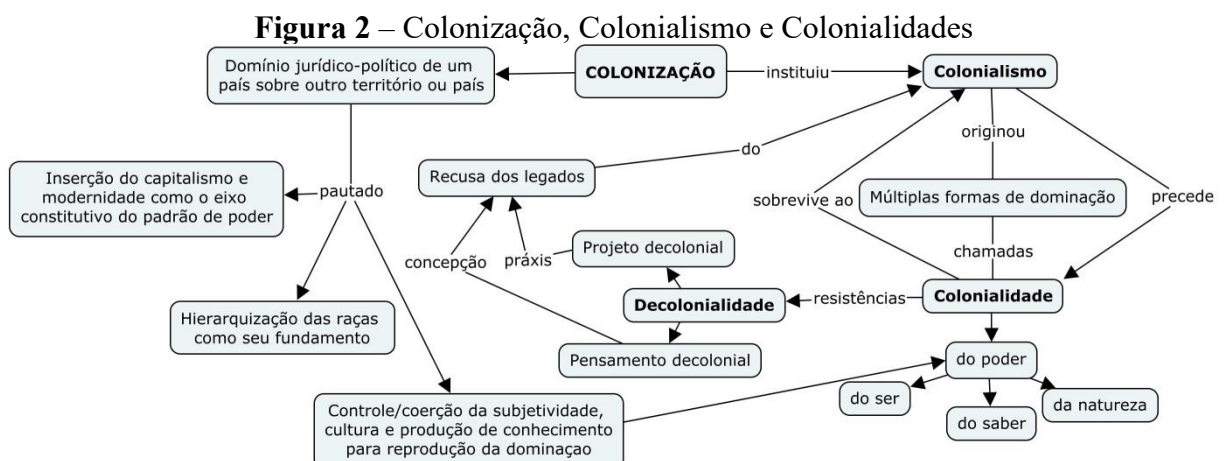 Figura 2 – Colonização, Colonialismo e Colonialidades
Domínio jurídico-político de um
país sobre outro território ou país
COLONIZAÇÃO
instituiu
Colonialismo
originou
do
Recusa dos legados
Inserção do capitalismo e
modernidade como o eixo
constitutivo do padrão de poder
pautado
sobrevive ao
Múltiplas formas de dominação
precede
concepção
práxis
Projeto decolonial
chamadas
Decolonialidade
resistências
Colonialidade
Hierarquização das raças
como seu fundamento
Pensamento decolonial
do poder
do ser
da natureza
do saber
Controle/coerção da subjetividade,
cultura e produção de conhecimento
para reprodução da dominaçao